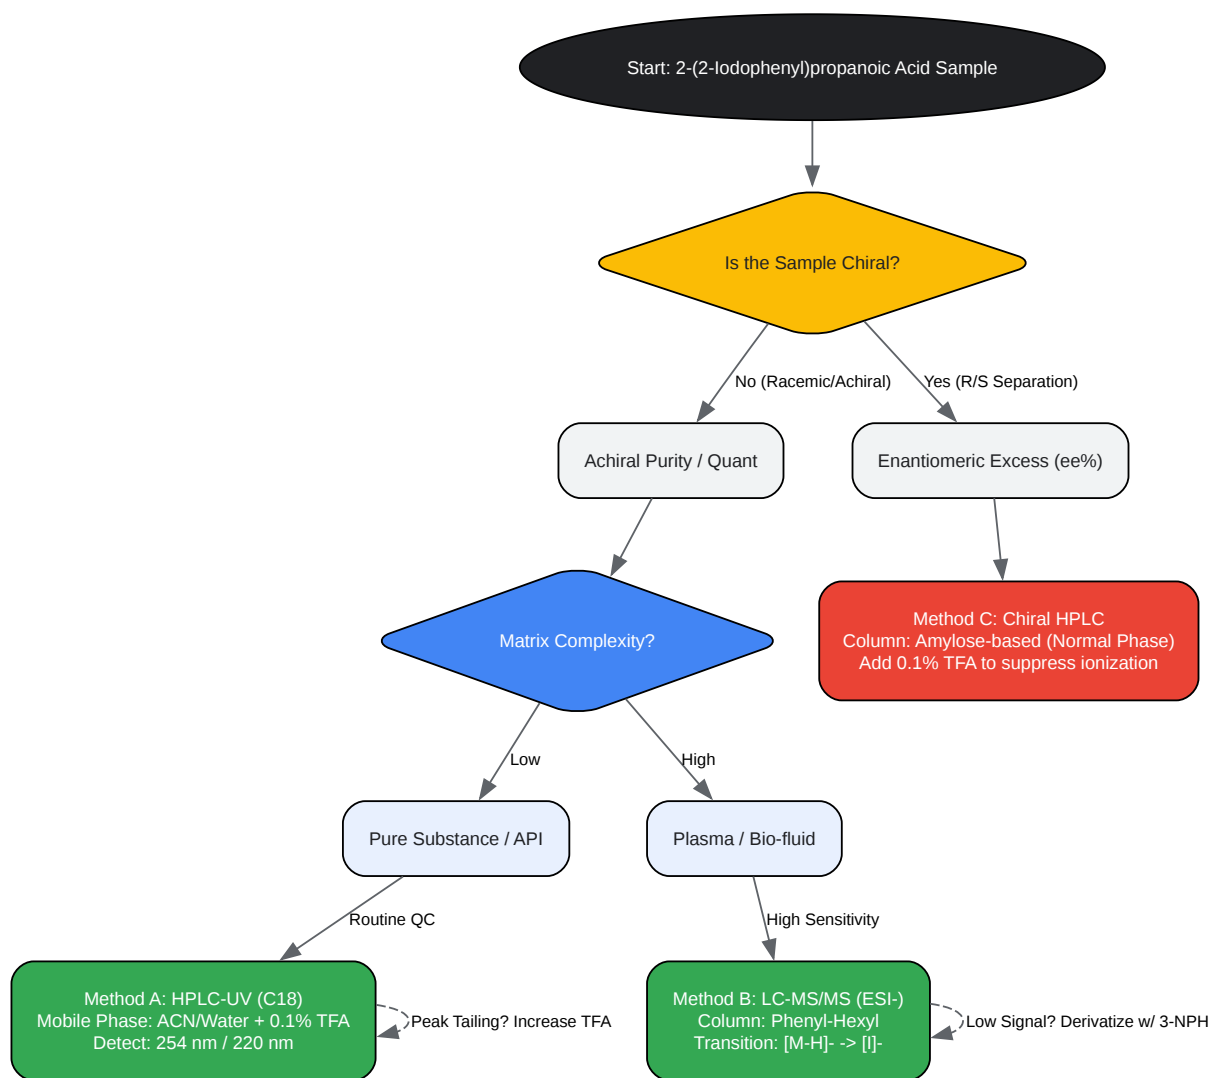 Start: 2-(2-Iodophenyl)propanoic Acid Sample
Is the Sample Chiral?
No (Racemic/Achiral)
Yes (R/S Separation)
Achiral Purity / Quant
Enantiomeric Excess (ee%)
Matrix Complexity?
Method C: Chiral HPLC
Column: Amylose-based (Normal Phase)
Add 0.1% TFA to suppress ionization
Low
High
Pure Substance / API
Plasma / Bio-fluid
Routine QC
High Sensitivity
Method A: HPLC-UV (C18)
Mobile Phase: ACN/Water + 0.1% TFA
Detect: 254 nm / 220 nm
Peak Tailing? Increase TFA
Method B: LC-MS/MS (ESI-)
Column: Phenyl-Hexyl
Transition: [M-H]- -> [I]-
Low Signal? Derivatize w/ 3-NPH